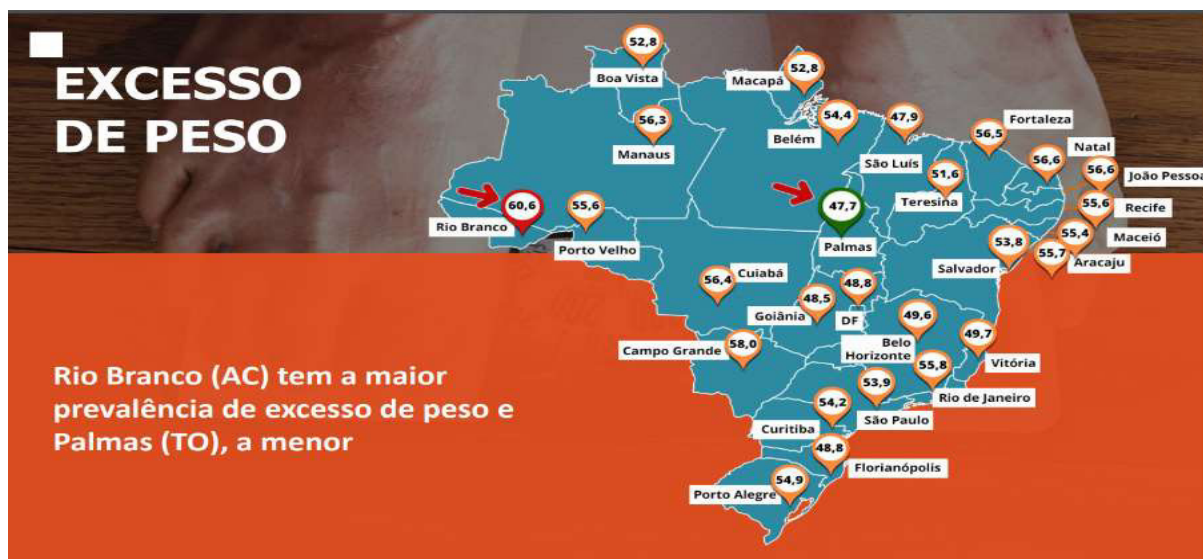 EXCESSO
DE PESO
52,8
Boa Vista
52,8
Macapá
56,3
Manaus
54,4
Belém
47,9
São Luís
56,5
Fortaleza
51,6
Teresina
56,6
Natal
56,6
João Pessoa
55,6
Recife
55,4
Maceió
55,7
Aracaju
60,6
Rio Branco
55,6
Porto Velho
47,7
Palmas
53,8
Salvador
56,4
Cuiabá
48,5
Goiânia
48,8
DF
49,6
Belo
Horizonte
49,7
Vitória
58,0
Campo Grande
55,8
Rio de Janeiro
53,9
São Paulo
54,2
Curitiba
48,8
Florianópolis
54,9
Porto Alegre
Rio Branco (AC) tem a maior
prevalência de excesso de peso e
Palmas (TO), a menor